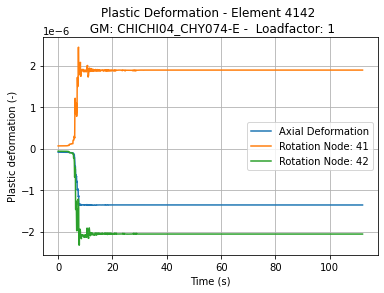 Plastic Deformation - Element 4142
GM: CHICHI04_CHY074-E - Loadfactor: 1
1e−6
2
1
0
−1
−2
Plastic deformation (-)
Axial Deformation
Rotation Node: 41
Rotation Node: 42
0 20 40 60 80 100
Time (s)